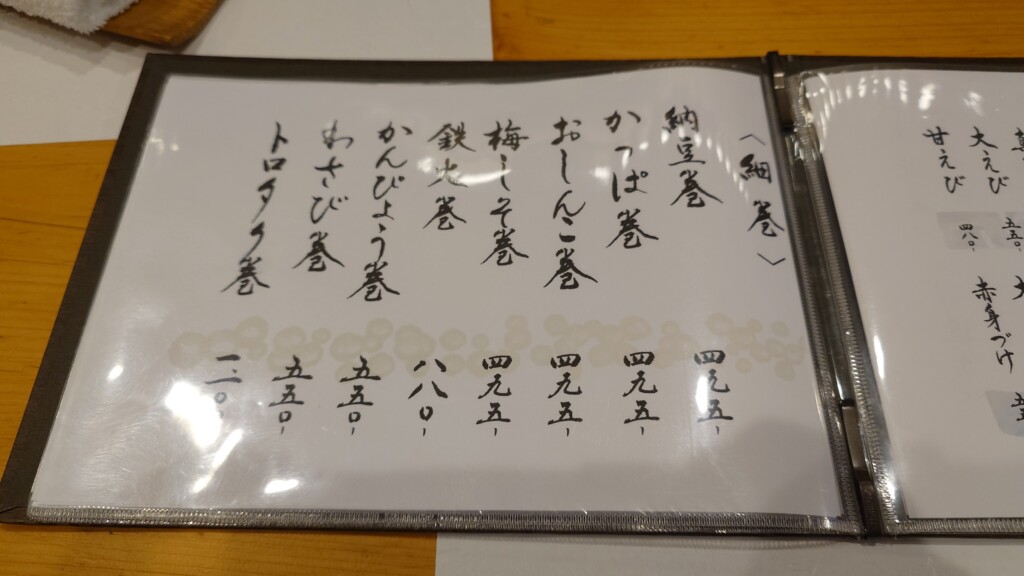 大えび 五五〇-
甘えび 四八〇-
赤身づけ
〈細巻〉
納豆巻 四九五-
かっぱ巻 四九五-
おしんこ巻 四九五-
梅しそ巻 四九五-
鉄火巻 八八〇-
かんぴょう巻 五五〇-
わさび巻 五五〇-
トロタク巻